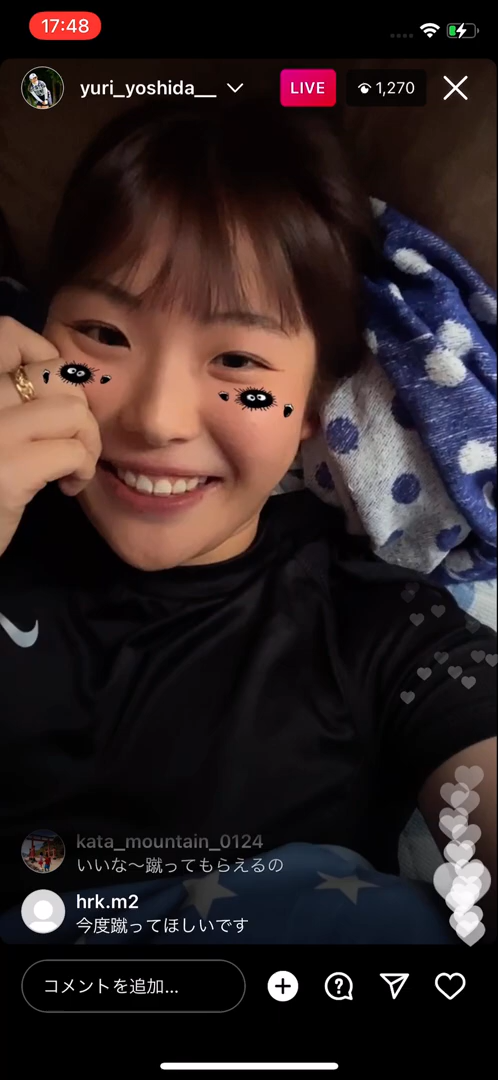 17:48
yuri_yoshida__
LIVE
1,270
kata_mountain_0124
いいな〜蹴ってもらえるの
hrk.m2
今度蹴ってほしいです
コメントを追加...